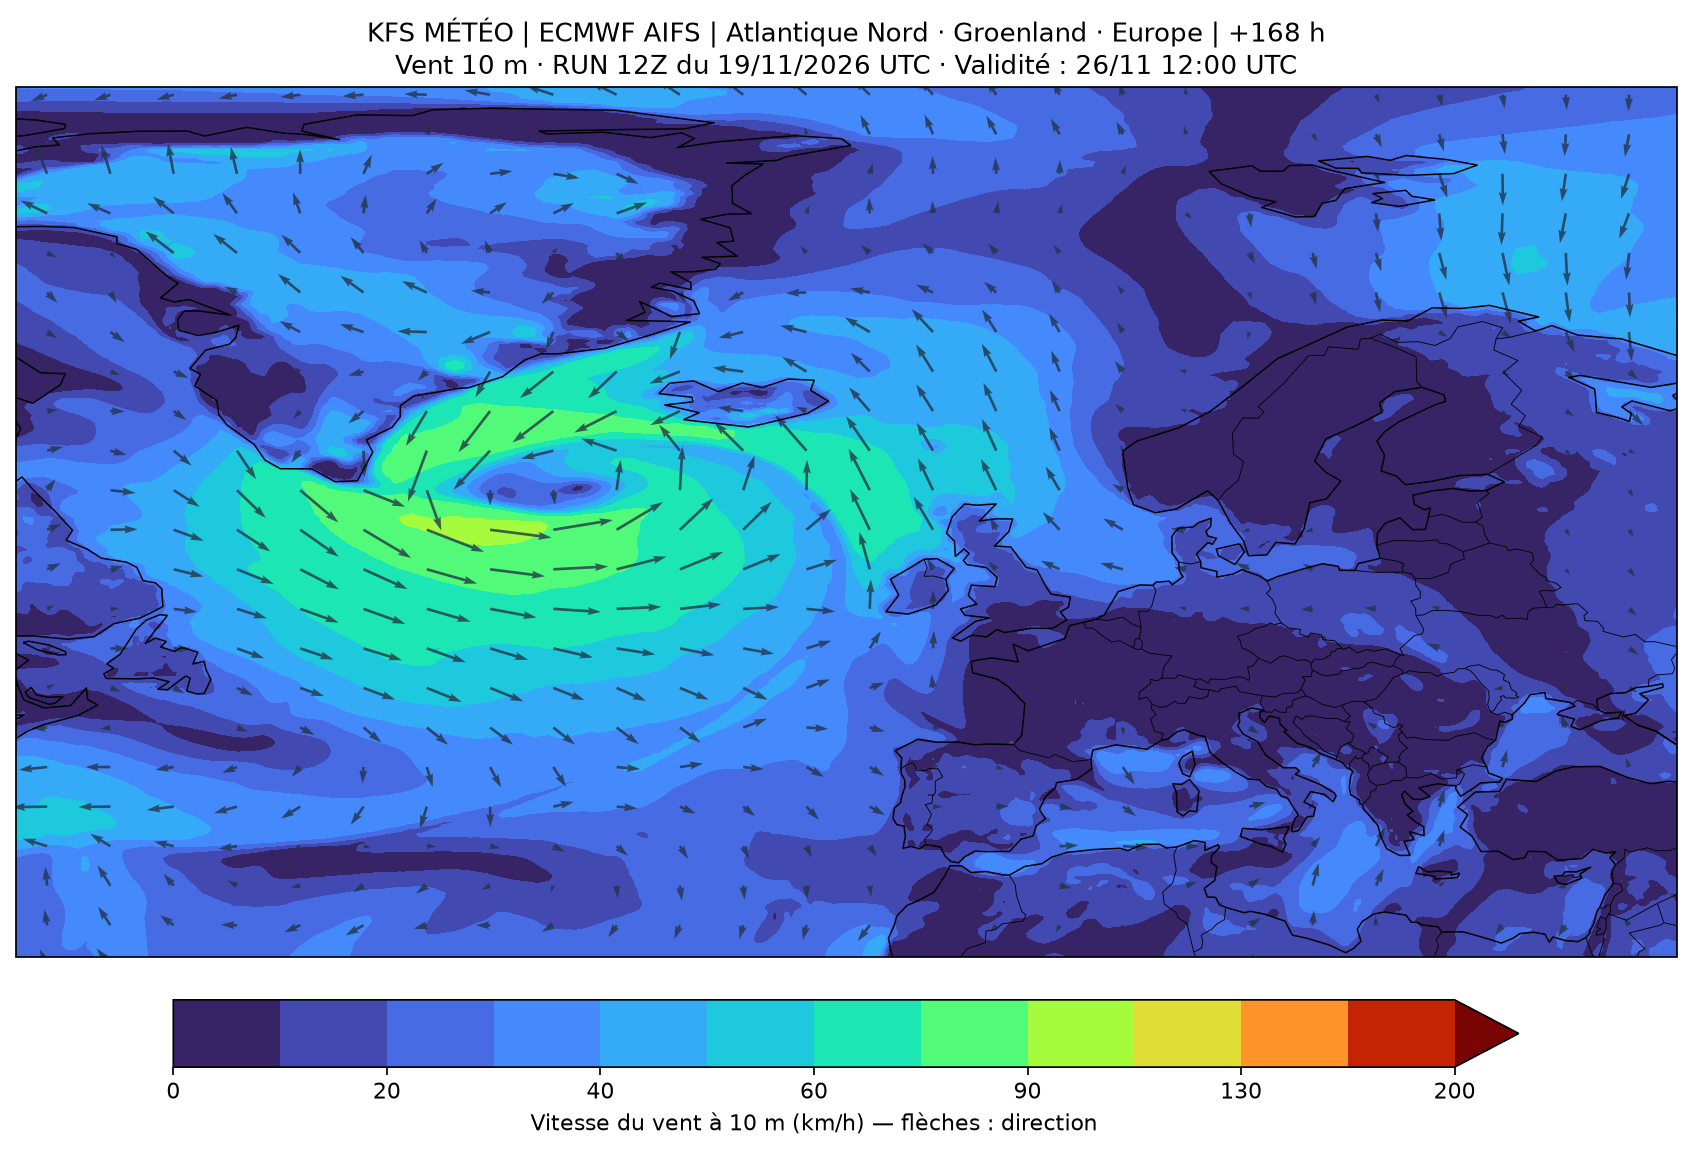 KFS MÉTÉO | ECMWF AIFS | Atlantique Nord · Groenland · Europe | +168 h
Vent 10 m · RUN 12Z du 19/11/2026 UTC · Validité : 26/11 12:00 UTC
0 20 40 60 90 130 200
Vitesse du vent à 10 m (km/h) — flèches : direction